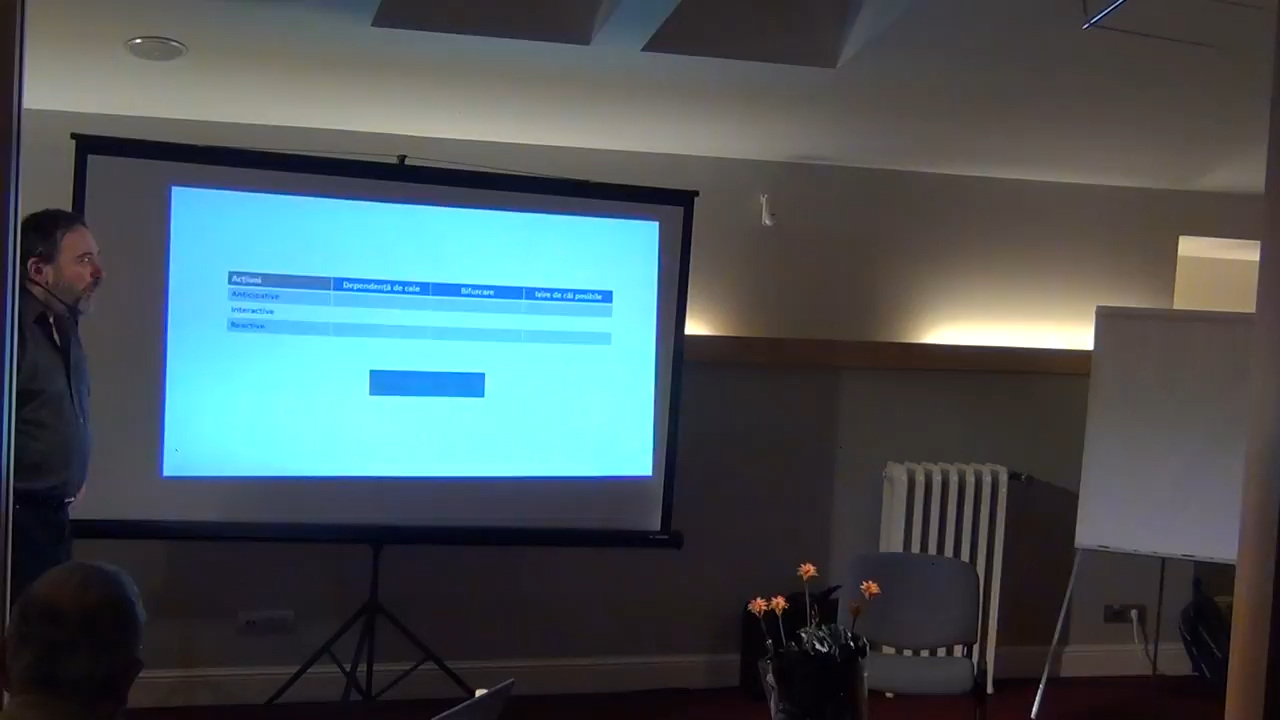 Acțiuni Dependență de cale Bifurcare Ivire de căi posibile
Anticipative
Interactive
Reactive